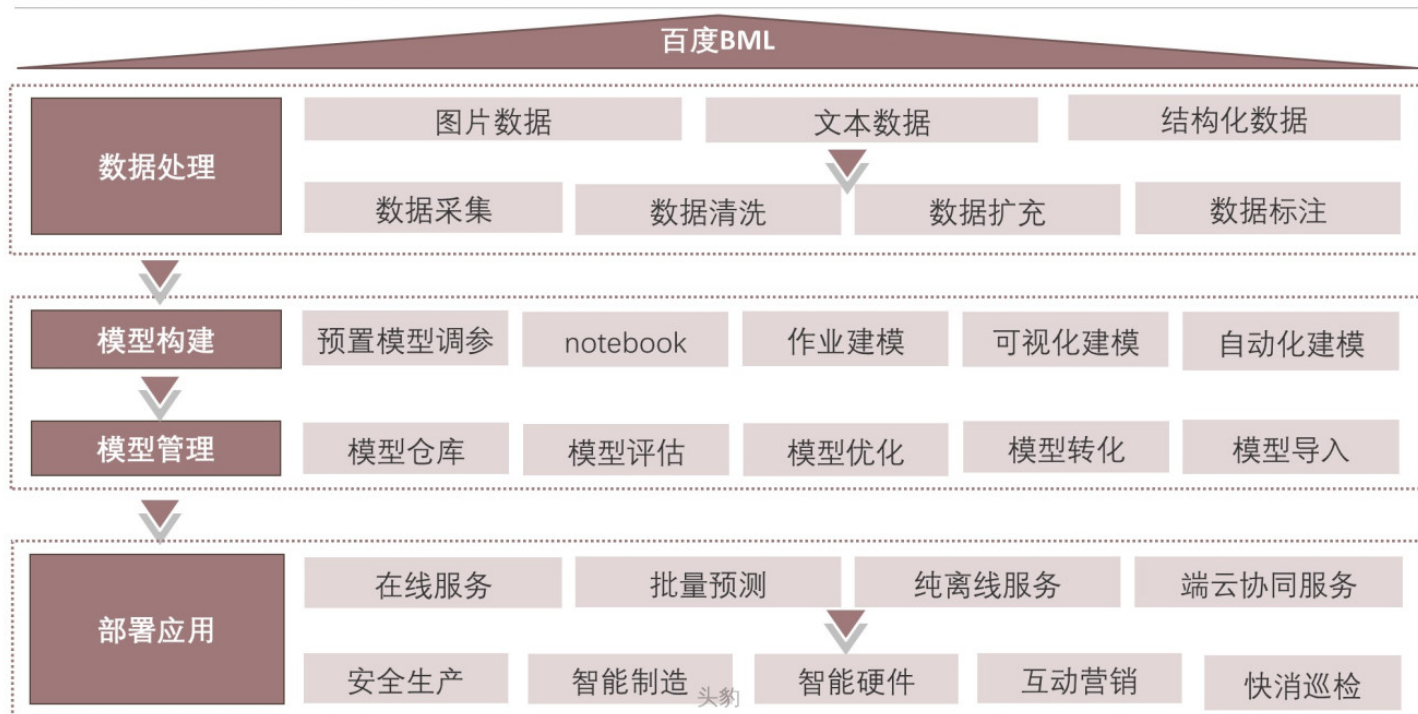 百度BML
图片数据 文本数据 结构化数据
数据处理
数据采集 数据清洗 数据扩充 数据标注
模型构建 预置模型调参 notebook 作业建模 可视化建模 自动化建模
模型管理 模型仓库 模型评估 模型优化 模型转化 模型导入
在线服务 批量预测 纯离线服务 端云协同服务
部署应用
安全生产 智能制造 智能硬件 互动营销 快消巡检
头豹